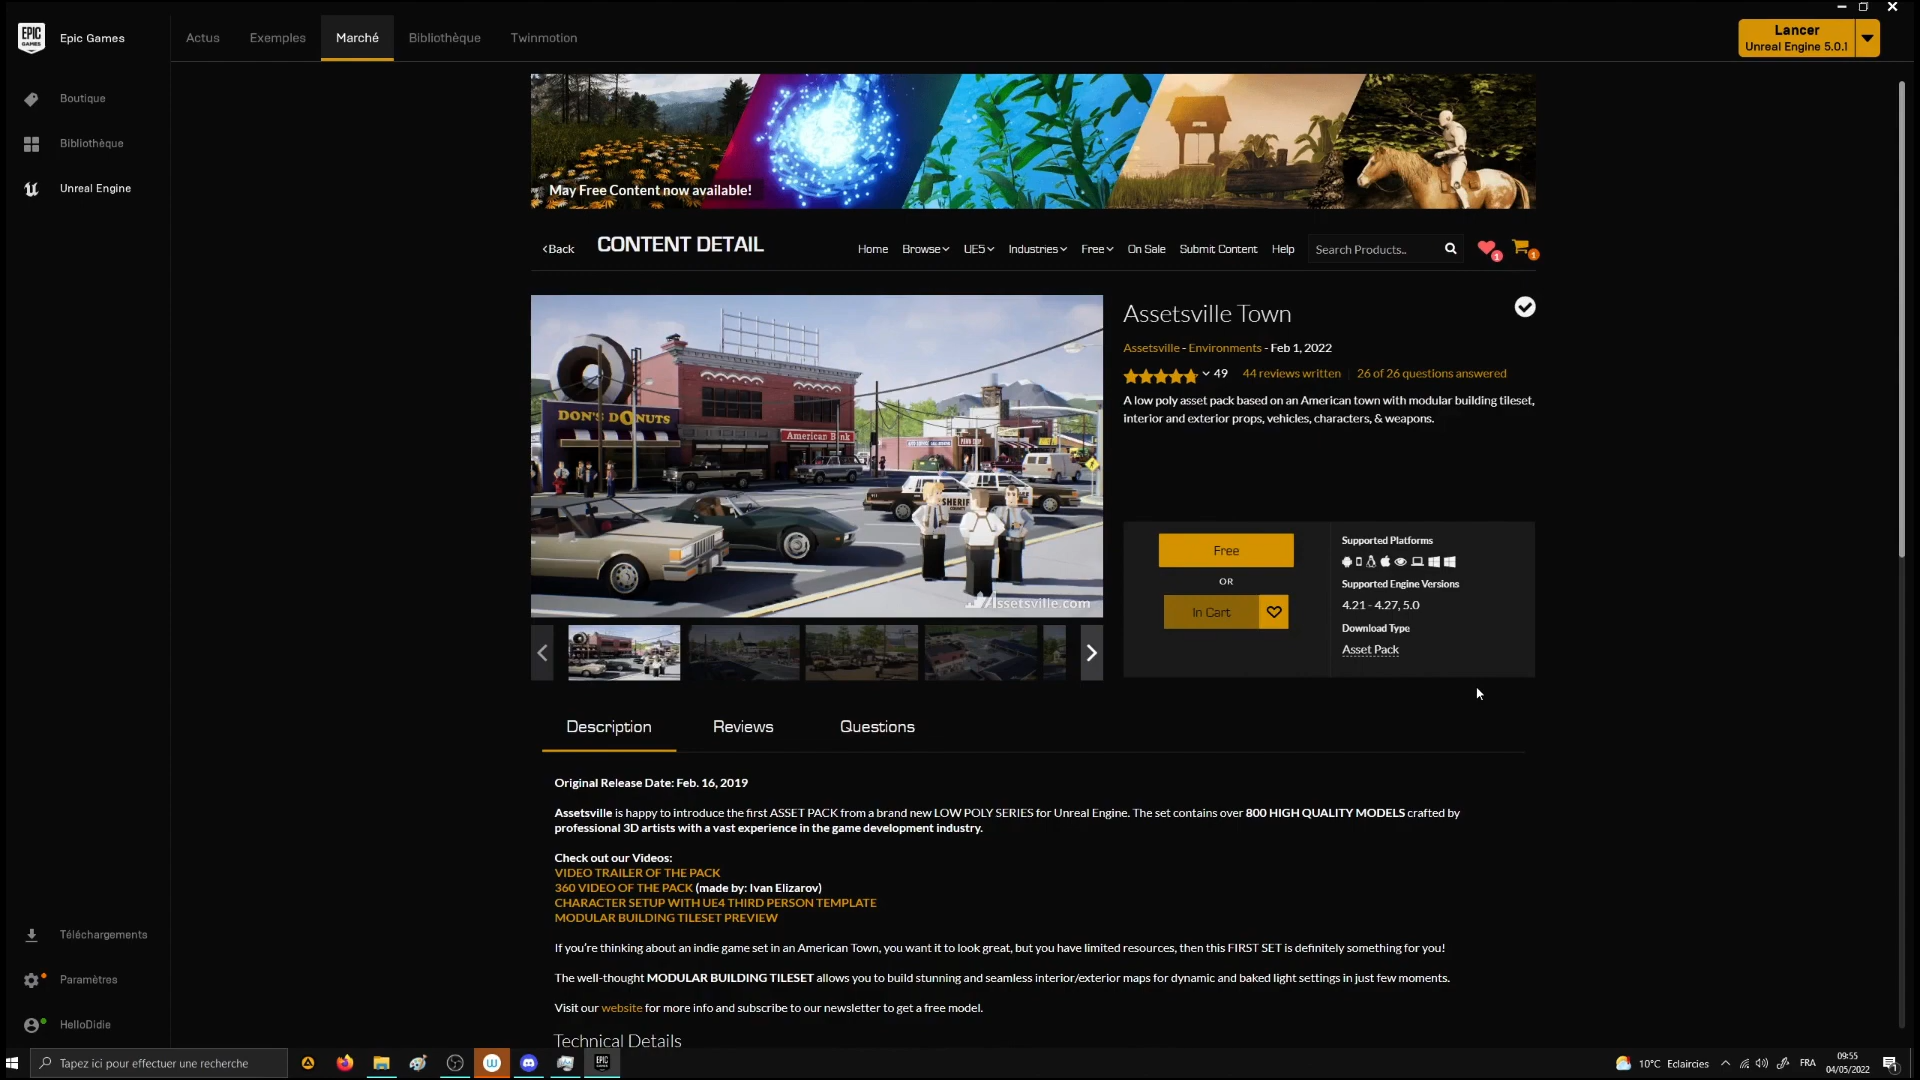 EPIC GAMES
Epic Games
Actus
Exemples
Marché
Bibliothèque
Twinmotion
Lancer
Unreal Engine 5.0.1
Boutique
Bibliothèque
Unreal Engine
May Free Content now available!
Back
CONTENT DETAIL
Home
Browse
UE5
Industries
Free
On Sale
Submit Content
Help
Search Products..
1
1
DON'S DONUTS
American Bank
SHERIFF
Assetsville.com
Assetsville Town
Assetsville - Environments - Feb 1, 2022
49
44 reviews written
26 of 26 questions answered
A low poly asset pack based on an American town with modular building tileset,
interior and exterior props, vehicles, characters, & weapons.
Free
OR
In Cart
Supported Platforms
Supported Engine Versions
4.21 - 4.27, 5.0
Download Type
Asset Pack
Description
Reviews
Questions
Original Release Date: Feb. 16, 2019
Assetsville is happy to introduce the first ASSET PACK from a brand new LOW POLY SERIES for Unreal Engine. The set contains over 800 HIGH QUALITY MODELS crafted by
professional 3D artists with a vast experience in the game development industry.
Check out our Videos:
VIDEO TRAILER OF THE PACK
360 VIDEO OF THE PACK (made by: Ivan Elizarov)
CHARACTER SETUP WITH UE4 THIRD PERSON TEMPLATE
MODULAR BUILDING TILESET PREVIEW
If you're thinking about an indie game set in an American Town, you want it to look great, but you have limited resources, then this FIRST SET is definitely something for you!
The well-thought MODULAR BUILDING TILESET allows you to build stunning and seamless interior/exterior maps for dynamic and baked light settings in just few moments.
Visit our website for more info and subscribe to our newsletter to get a free model.
Technical Details
Téléchargements
Paramètres
HelloDidie
Tapez ici pour effectuer une recherche
10°C Eclaircies
FRA
09:55
04/05/2022
1